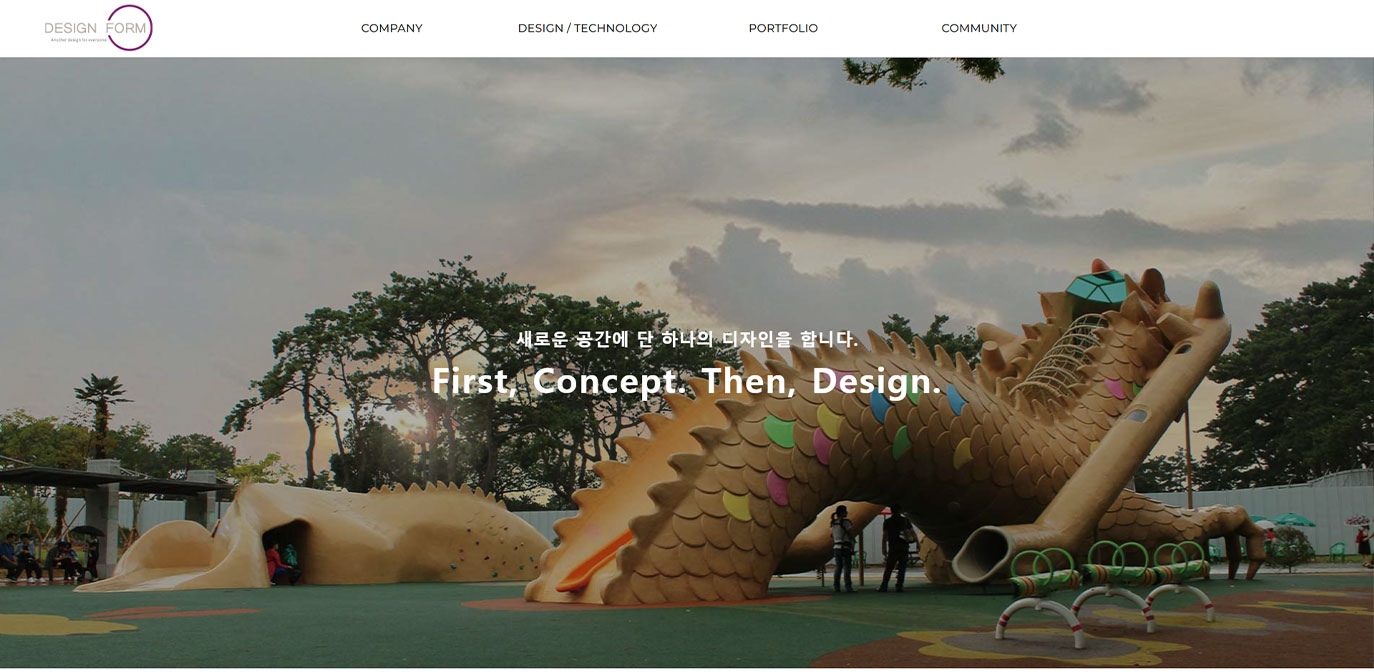 DESIGN FORM
Another design for everyone
COMPANY
DESIGN / TECHNOLOGY
PORTFOLIO
COMMUNITY
새로운 공간에 단 하나의 디자인을 합니다.
First, Concept. Then, Design.